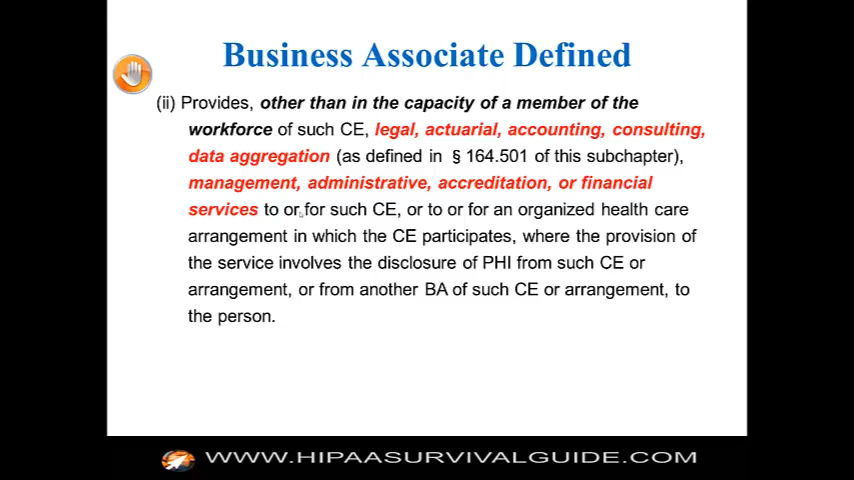 Business Associate Defined
(ii) Provides, other than in the capacity of a member of the
workforce of such CE, legal, actuarial, accounting, consulting,
data aggregation (as defined in § 164.501 of this subchapter),
management, administrative, accreditation, or financial
services to or for such CE, or to or for an organized health care
arrangement in which the CE participates, where the provision of
the service involves the disclosure of PHI from such CE or
arrangement, or from another BA of such CE or arrangement, to
the person.
WWW.HIPAASURVIVALGUIDE.COM